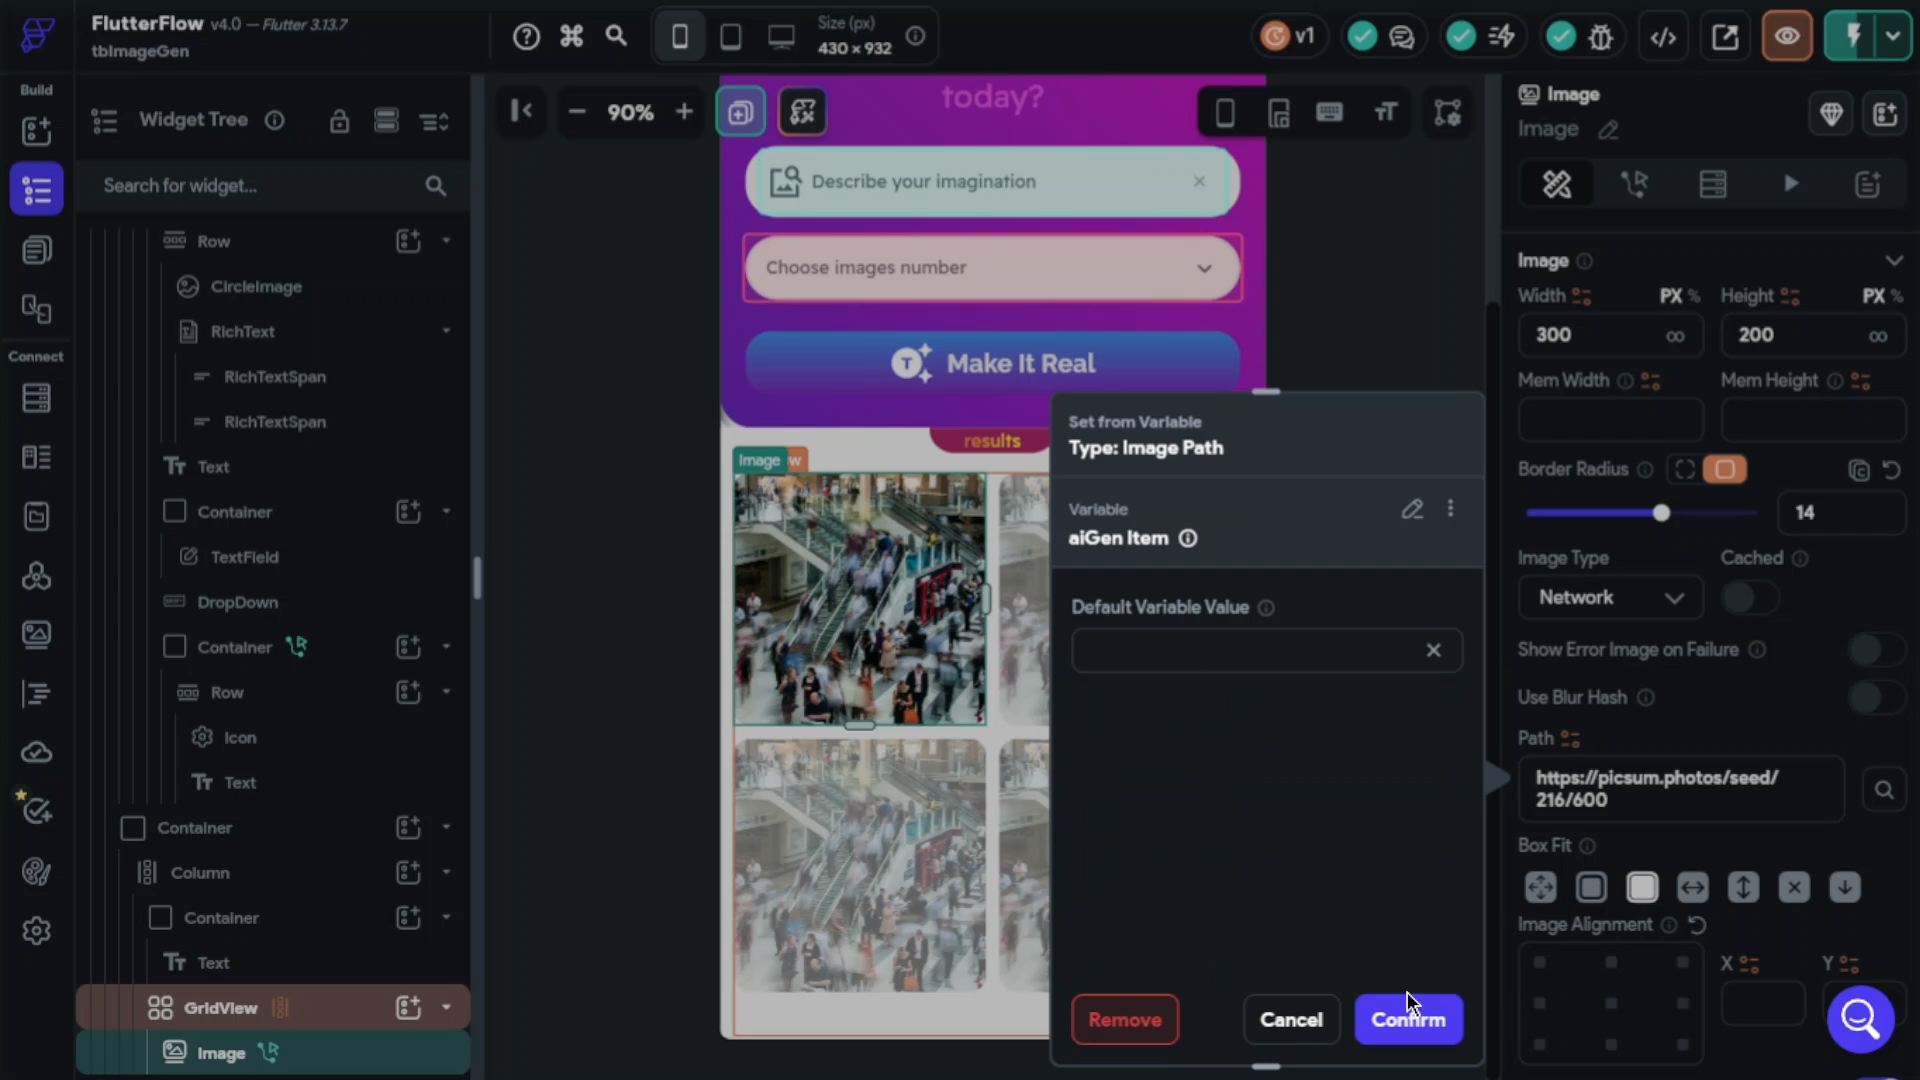 FlutterFlow v4.0 — Flutter 3.13.7
tbImageGen
Size (px)
430 × 932
v1
Build
Connect
Widget Tree
Search for widget...
Row
CircleImage
RichText
RichTextSpan
RichTextSpan
Text
Container
TextField
DropDown
Container
Row
Icon
Text
Container
Column
Container
Text
GridView
Image
90%
today?
Describe your imagination
Choose images number
T Make It Real
results
Image w
Set from Variable
Type: Image Path
Variable
aiGen Item
Default Variable Value
Remove
Cancel
Confirm
Image
Image
Image
Width PX % Height PX %
300 200
Mem Width Mem Height
Border Radius
14
Image Type Cached
Network
Show Error Image on Failure
Use Blur Hash
Path
https://picsum.photos/seed/
216/600
Box Fit
Image Alignment
X Y